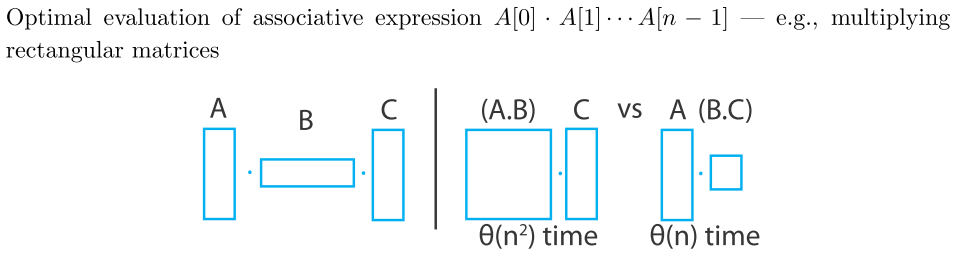 Optimal evaluation of associative expression A[0] · A[1] ··· A[n − 1] — e.g., multiplying
rectangular matrices
A B C (A.B) C vs A (B.C)
θ(n²) time θ(n) time